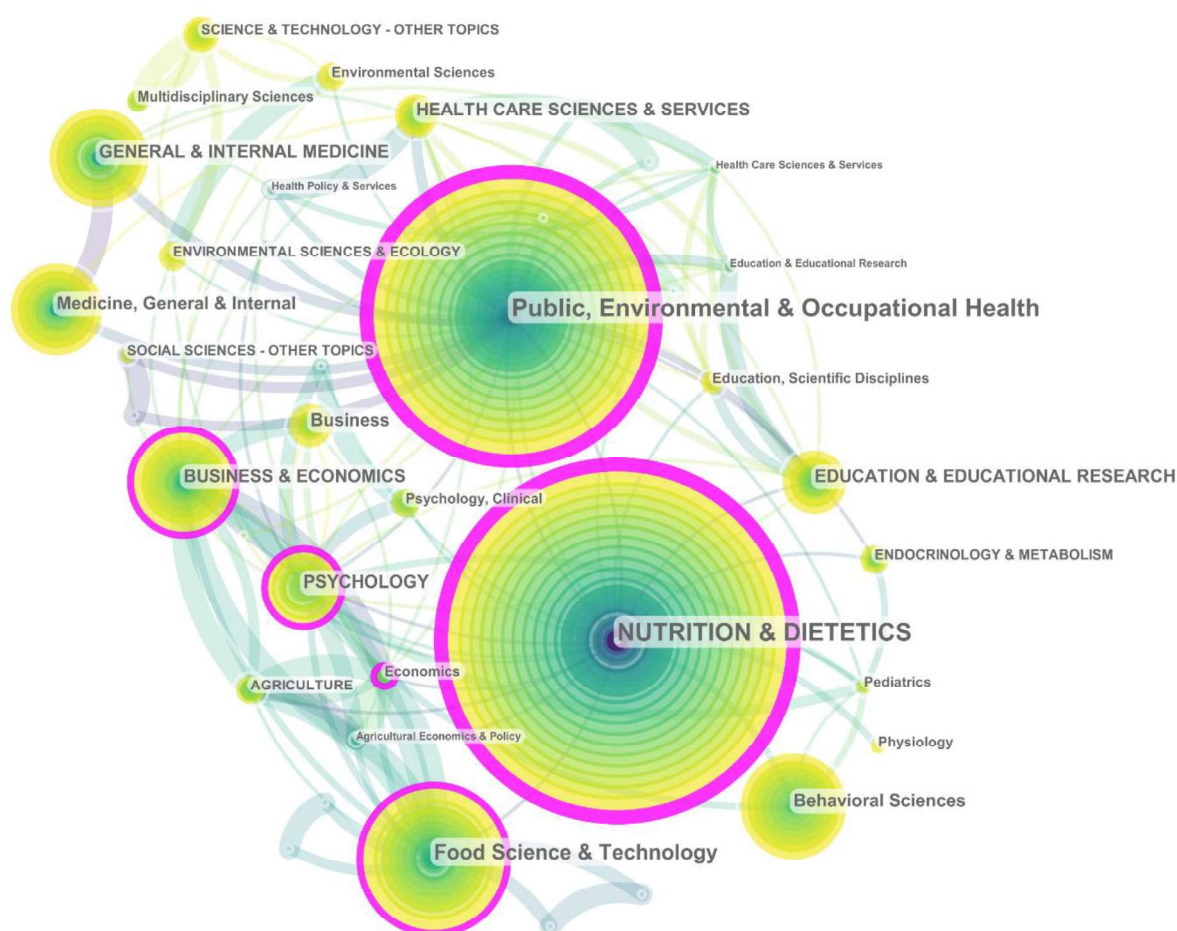 SCIENCE & TECHNOLOGY - OTHER TOPICS
Environmental Sciences
Multidisciplinary Sciences
HEALTH CARE SCIENCES & SERVICES
GENERAL & INTERNAL MEDICINE
Health Care Sciences & Services
Health Policy & Services
ENVIRONMENTAL SCIENCES & ECOLOGY
Education & Educational Research
Medicine, General & Internal
Public, Environmental & Occupational Health
SOCIAL SCIENCES - OTHER TOPICS
Education, Scientific Disciplines
Business
BUSINESS & ECONOMICS
EDUCATION & EDUCATIONAL RESEARCH
Psychology, Clinical
ENDOCRINOLOGY & METABOLISM
PSYCHOLOGY
NUTRITION & DIETETICS
Economics
AGRICULTURE
Pediatrics
Agricultural Economics & Policy
Physiology
Behavioral Sciences
Food Science & Technology